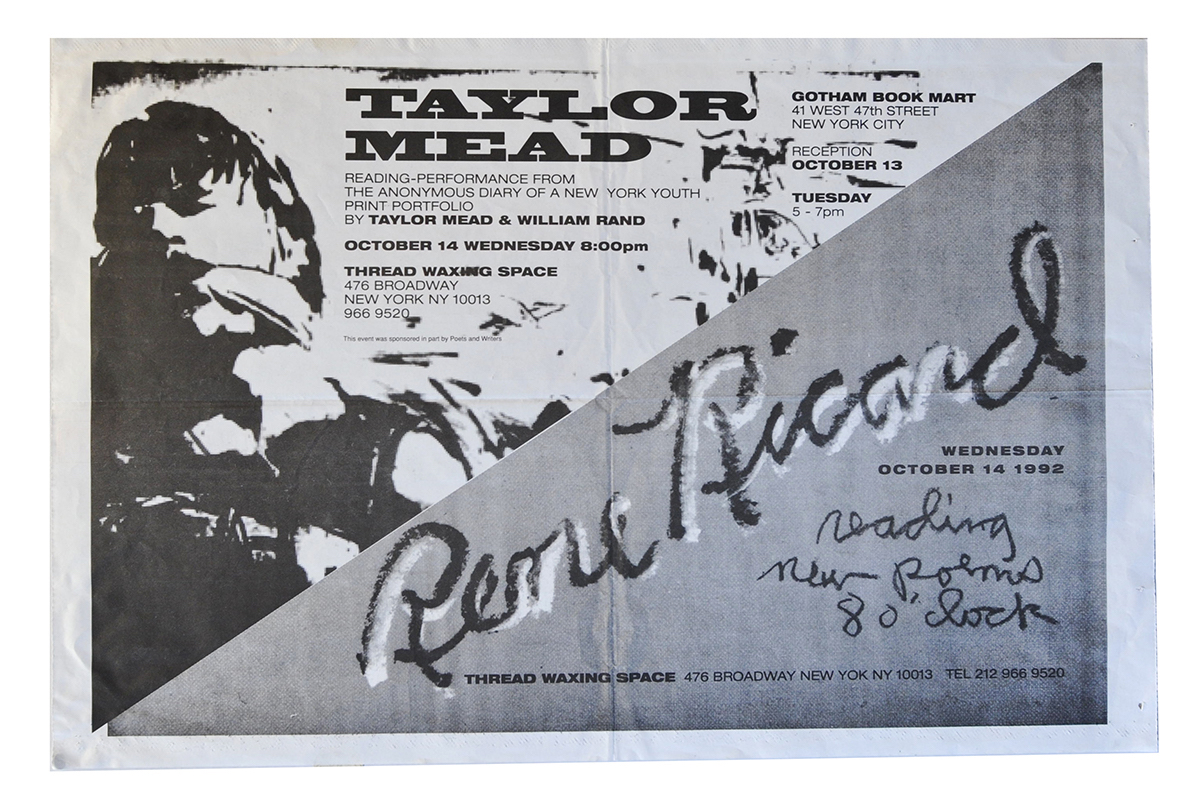 TAYLOR
MEAD
READING-PERFORMANCE FROM
THE ANONYMOUS DIARY OF A NEW YORK YOUTH
PRINT PORTFOLIO
BY TAYLOR MEAD & WILLIAM RAND
OCTOBER 14 WEDNESDAY 8:00pm
THREAD WAXING SPACE
476 BROADWAY
NEW YORK NY 10013
966 9520
This event was sponsored in part by Poets and Writers
GOTHAM BOOK MART
41 WEST 47th STREET
NEW YORK CITY
RECEPTION
OCTOBER 13
TUESDAY
5 - 7pm
Rene Ricard
WEDNESDAY
OCTOBER 14 1992
reading
new poems
8 o'clock
THREAD WAXING SPACE 476 BROADWAY NEW YOK NY 10013 TEL 212 966 9520